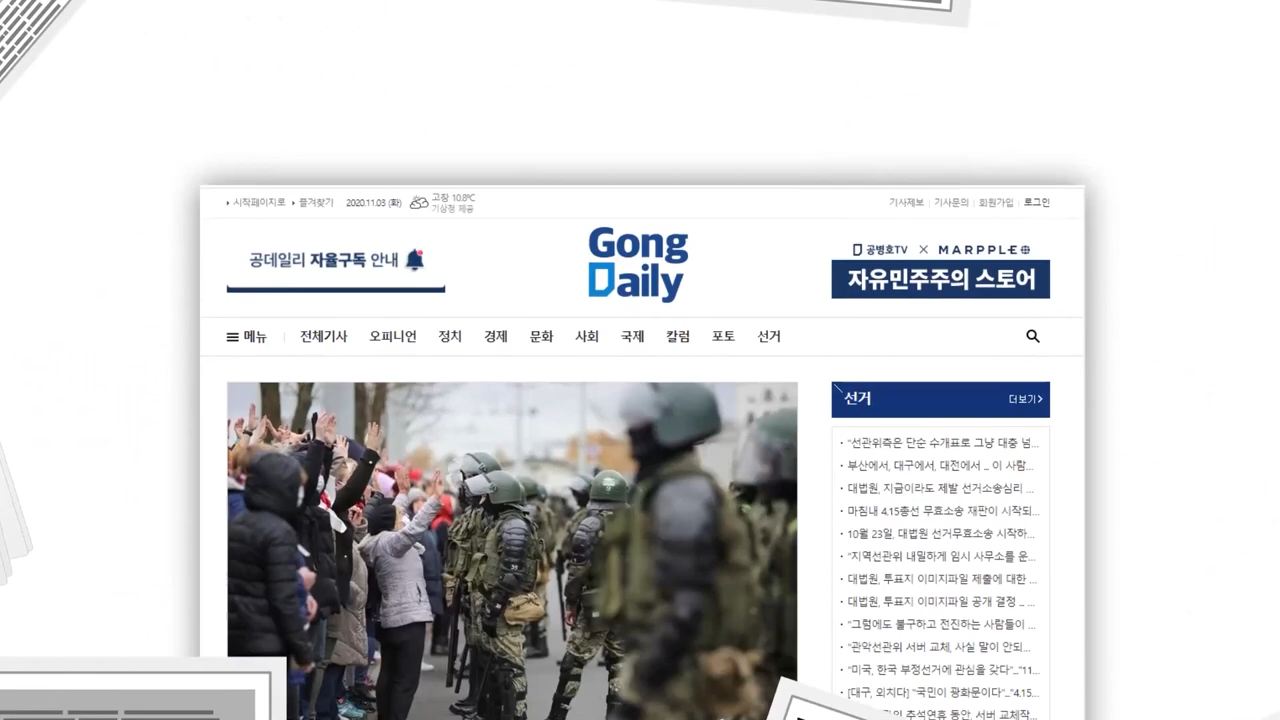 시작페이지로 즐겨찾기 2020.11.03 (화) 고창 10.8℃
기상청 제공
기사제보 기사문의 회원가입 로그인
공데일리 자율구독 안내
Gong
Daily
공병호TV × MARPPLE
자유민주주의 스토어
메뉴 전체기사 오피니언 정치 경제 문화 사회 국제 칼럼 포토 선거
선거 더보기
· “선관위측은 단순 수개표로 그냥 대충 넘...
· 부산에서, 대구에서, 대전에서 ... 이 사람...
· 대법원, 지금이라도 제발 선거소송심리 ...
· 마침내 4.15총선 무효소송 재판이 시작되...
· 10월 23일, 대법원 선거무효소송 시작하...
· “지역선관위 내밀하게 임시 사무소를 운...
· 대법원, 투표지 이미지파일 제출에 대한 ...
· 대법원, 투표지 이미지파일 공개 결정 ... ...
· “그럼에도 불구하고 전진하는 사람들이 ...
· “관악선관위 서버 교체, 사실 말이 안되...
· “미국, 한국 부정선거에 관심을 갖다”...“11...
· [대구, 외치다] “국민이 광화문이다”...“4.15...
추석연휴 동안, 서버 교체작...